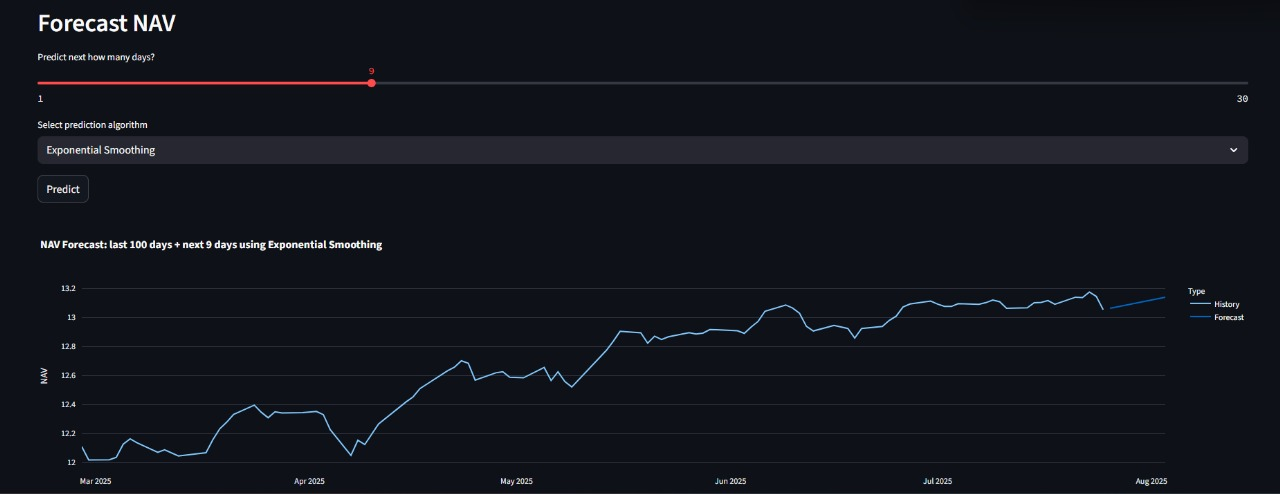 Forecast NAV
Predict next how many days?
9
1
30
Select prediction algorithm
Exponential Smoothing
Predict
NAV Forecast: last 100 days + next 9 days using Exponential Smoothing
13.2
13
12.8
12.6
12.4
12.2
12
NAV
Mar 2025
Apr 2025
May 2025
Jun 2025
Jul 2025
Aug 2025
Type
History
Forecast